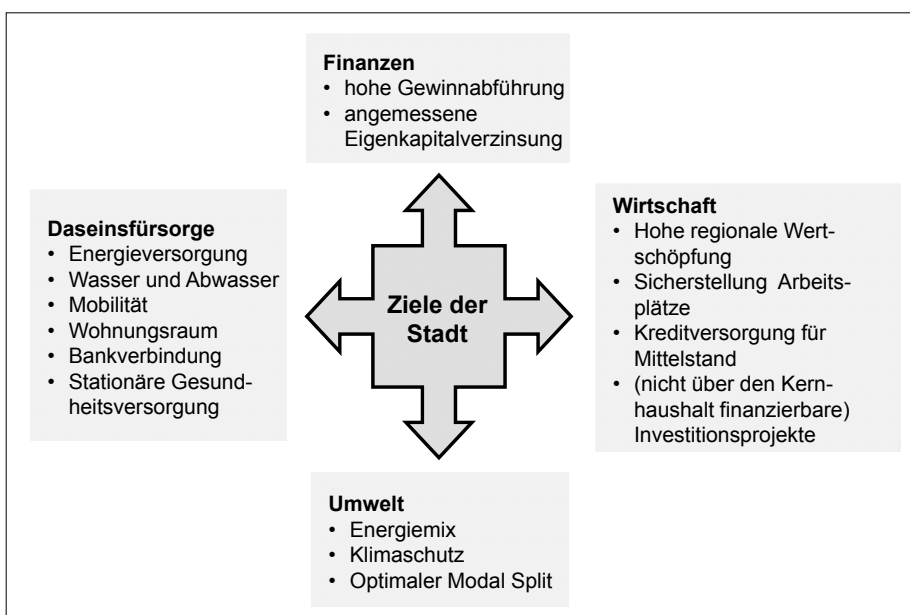 Finanzen
• hohe Gewinnabführung
• angemessene
Eigenkapitalverzinsung
Daseinsfürsorge
• Energieversorgung
• Wasser und Abwasser
• Mobilität
• Wohnungsraum
• Bankverbindung
• Stationäre Gesund-
heitsversorgung
Ziele der
Stadt
Wirtschaft
• Hohe regionale Wert-
schöpfung
• Sicherstellung Arbeits-
plätze
• Kreditversorgung für
Mittelstand
• (nicht über den Kern-
haushalt finanzierbare)
Investitionsprojekte
Umwelt
• Energiemix
• Klimaschutz
• Optimaler Modal Split